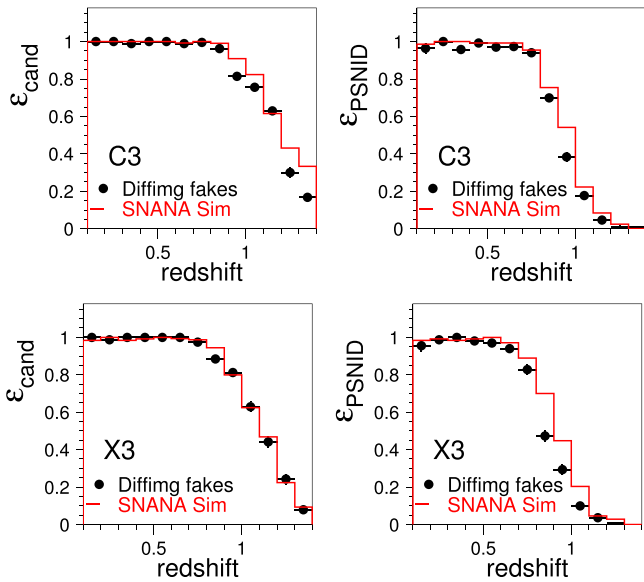 ε_cand
1
0.8
0.6
0.4
0.2
0
C3
Diffimg fakes
SNANA Sim
0.5
1
redshift
ε_PSNID
1
0.8
0.6
0.4
0.2
0
C3
Diffimg fakes
SNANA Sim
0.5
1
redshift
ε_cand
1
0.8
0.6
0.4
0.2
0
X3
Diffimg fakes
SNANA Sim
0.5
1
redshift
ε_PSNID
1
0.8
0.6
0.4
0.2
0
X3
Diffimg fakes
SNANA Sim
0.5
1
redshift